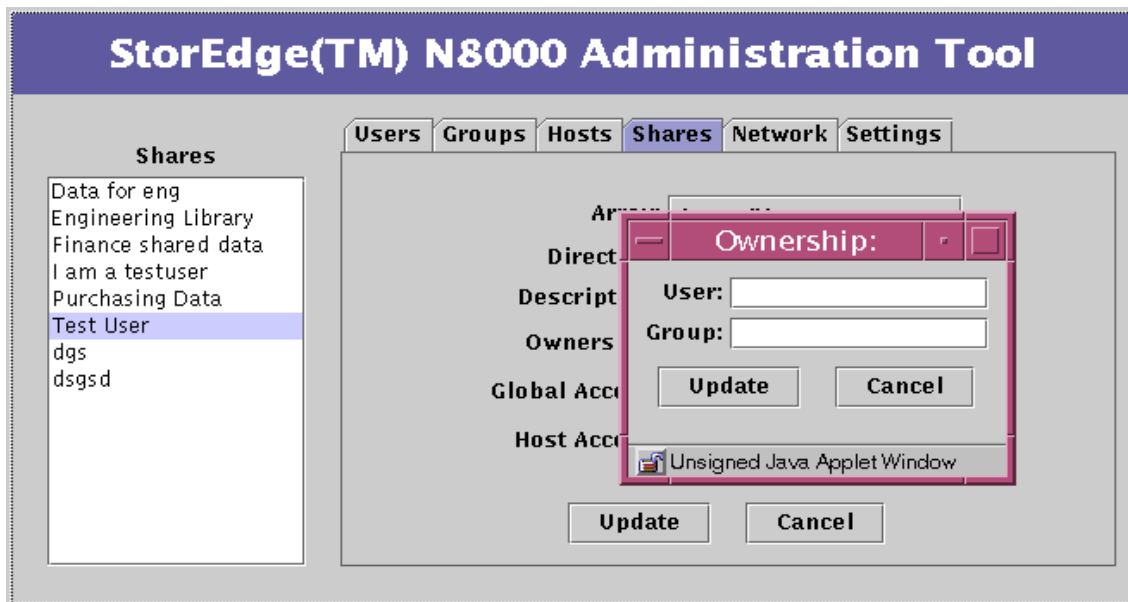 StorEdge(TM) N8000 Administration Tool
Users Groups Hosts Shares Network Settings
Shares
Data for eng
Engineering Library
Finance shared data
I am a testuser
Purchasing Data
Test User
dgs
dsgsd
Direct
Descript
Owners
Global Acce
Host Acce
Ownership:
User:
Group:
Update Cancel
Unsigned Java Applet Window
Update Cancel